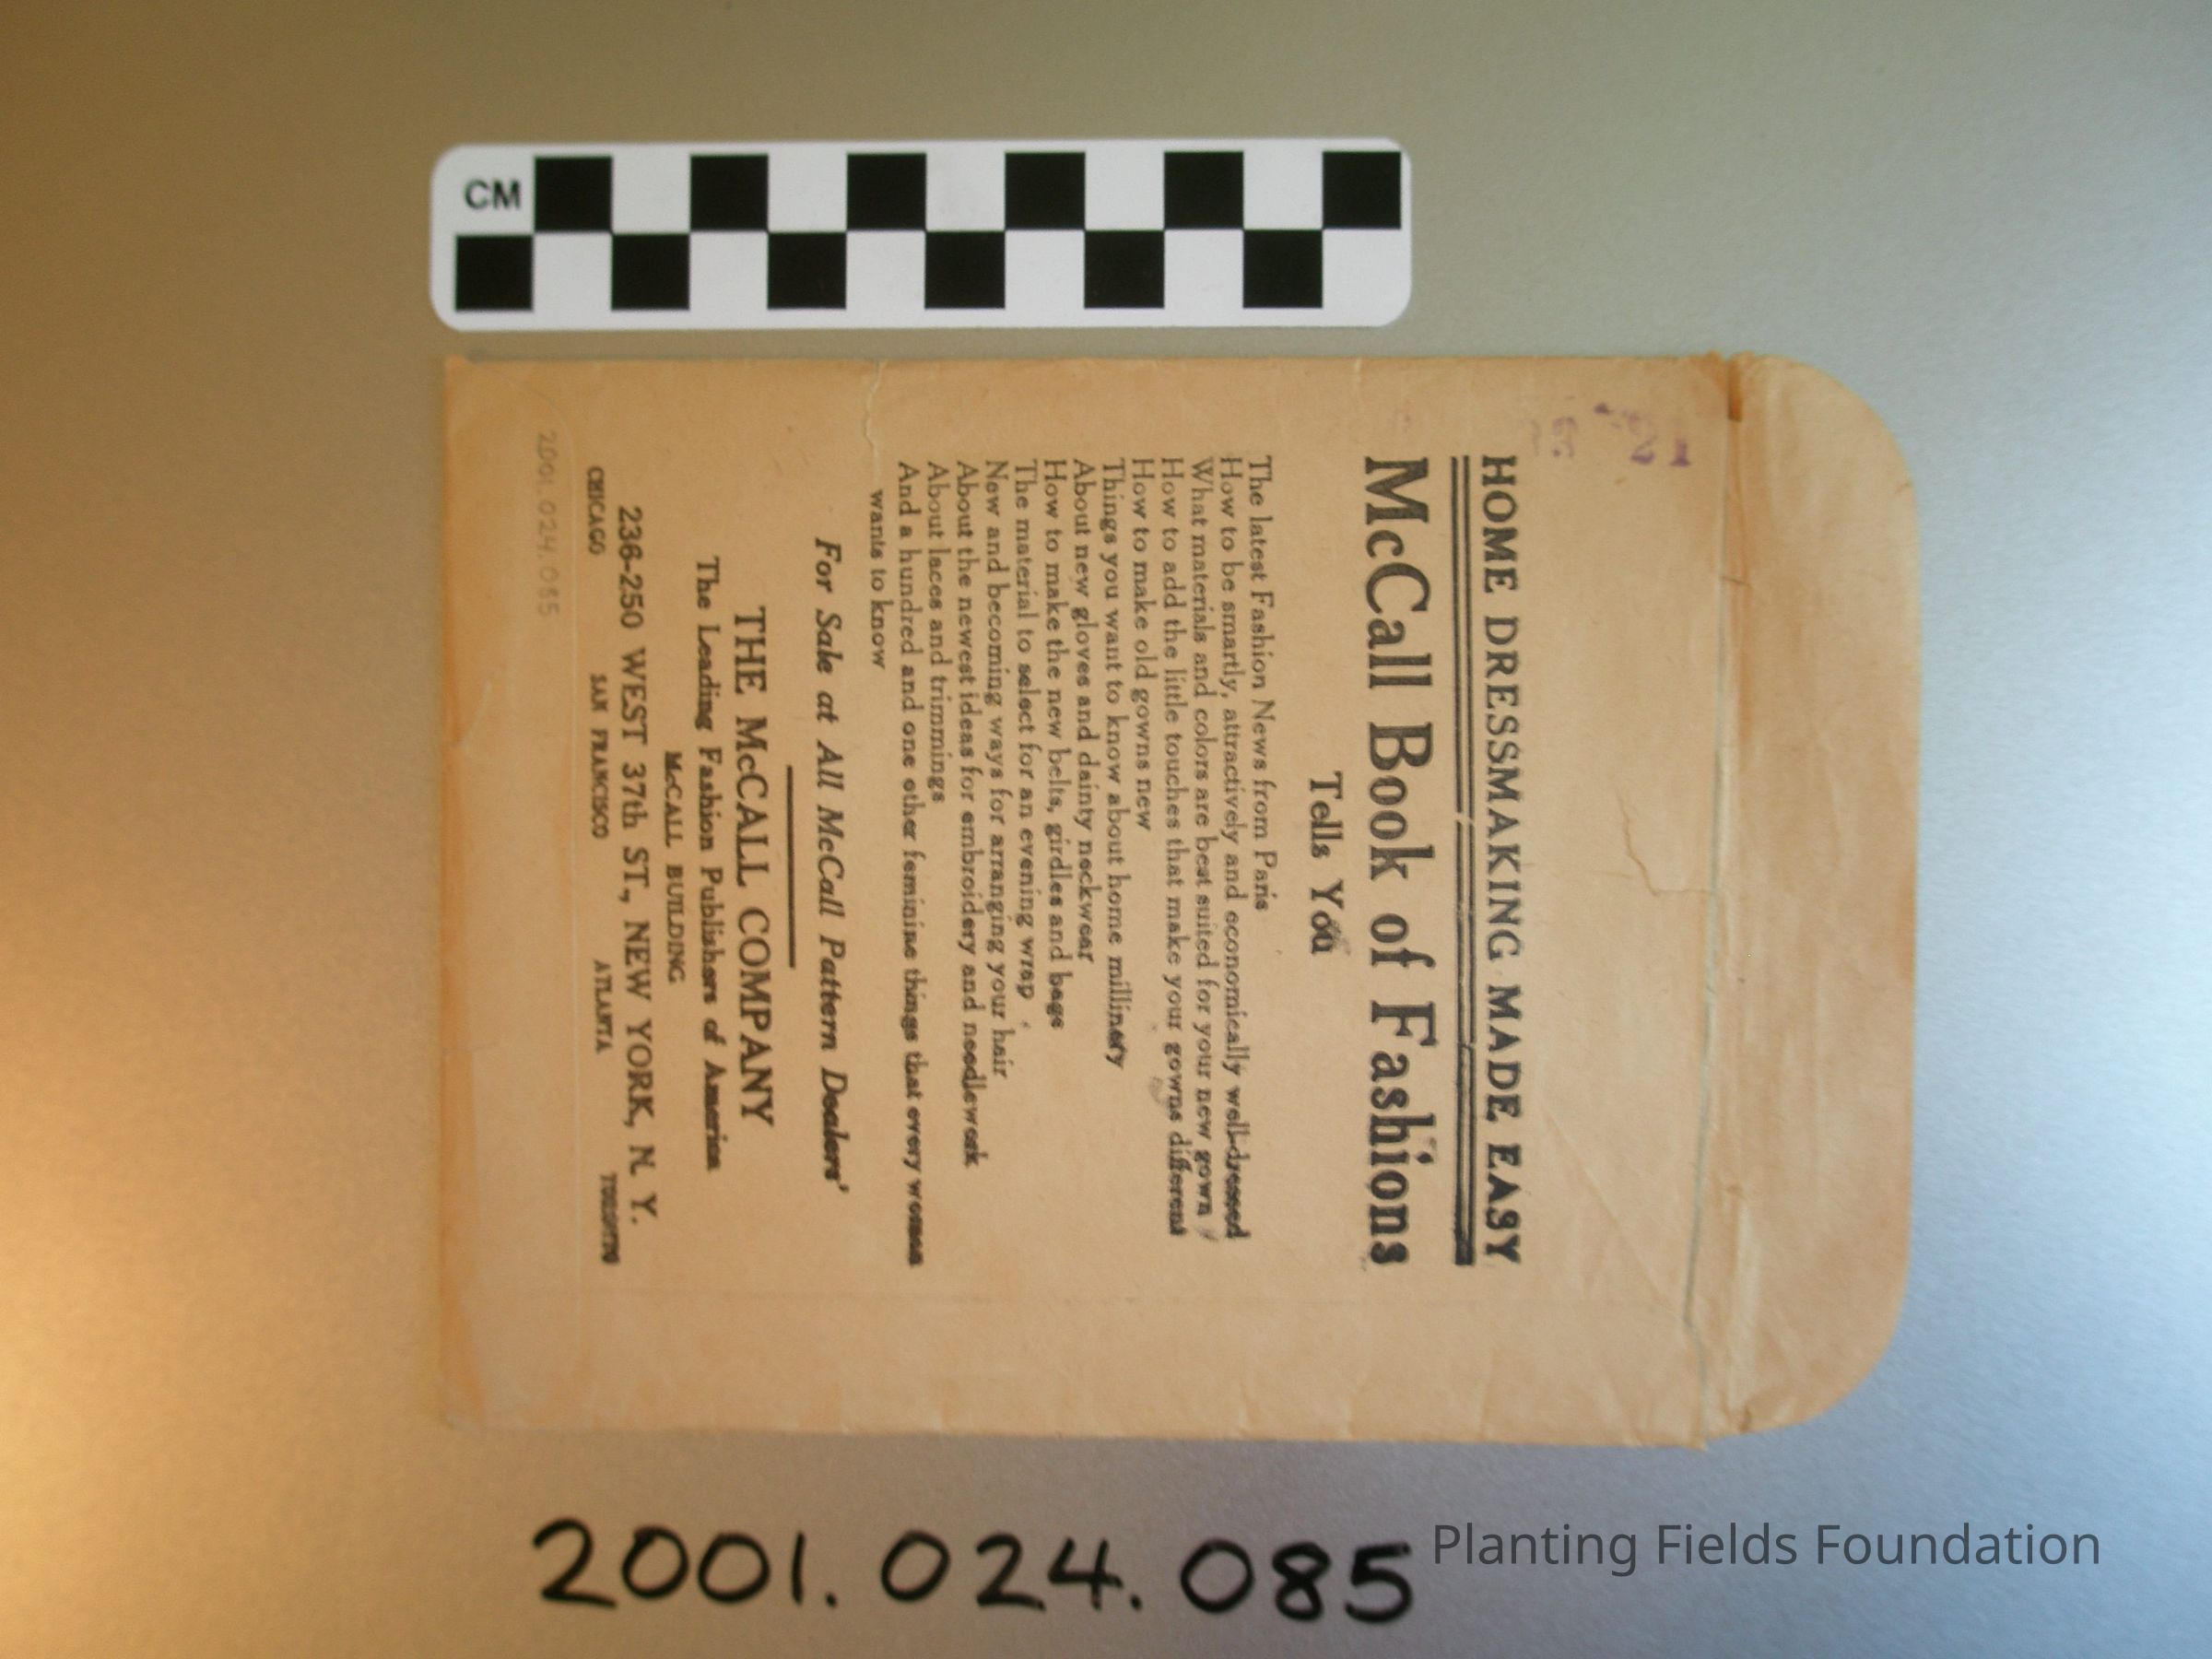 CM
HOME DRESSMAKING MADE EASY
McCall Book of Fashions
Tells You
The latest Fashion News from Paris
How to be smartly, attractively and economically well-dressed
What materials and colors are best suited for your new gown
How to add the little touches that make your gowns different
How to make old gowns new
Things you want to know about home millinery
About new gloves and dainty neckwear
How to make the new belts, girdles and bags
The material to select for an evening wrap
New and becoming ways for arranging your hair
About the newest ideas for embroidery and needlework
About laces and trimmings
And a hundred and one other feminine things that every woman
wants to know
For Sale at All McCall Pattern Dealers'
THE McCALL COMPANY
The Leading Fashion Publishers of America
McCALL BUILDING
236-250 WEST 37th ST., NEW YORK, N. Y.
CHICAGO SAN FRANCISCO ATLANTA TORONTO
2001.024.085
2001.024.085
Planting Fields Foundation